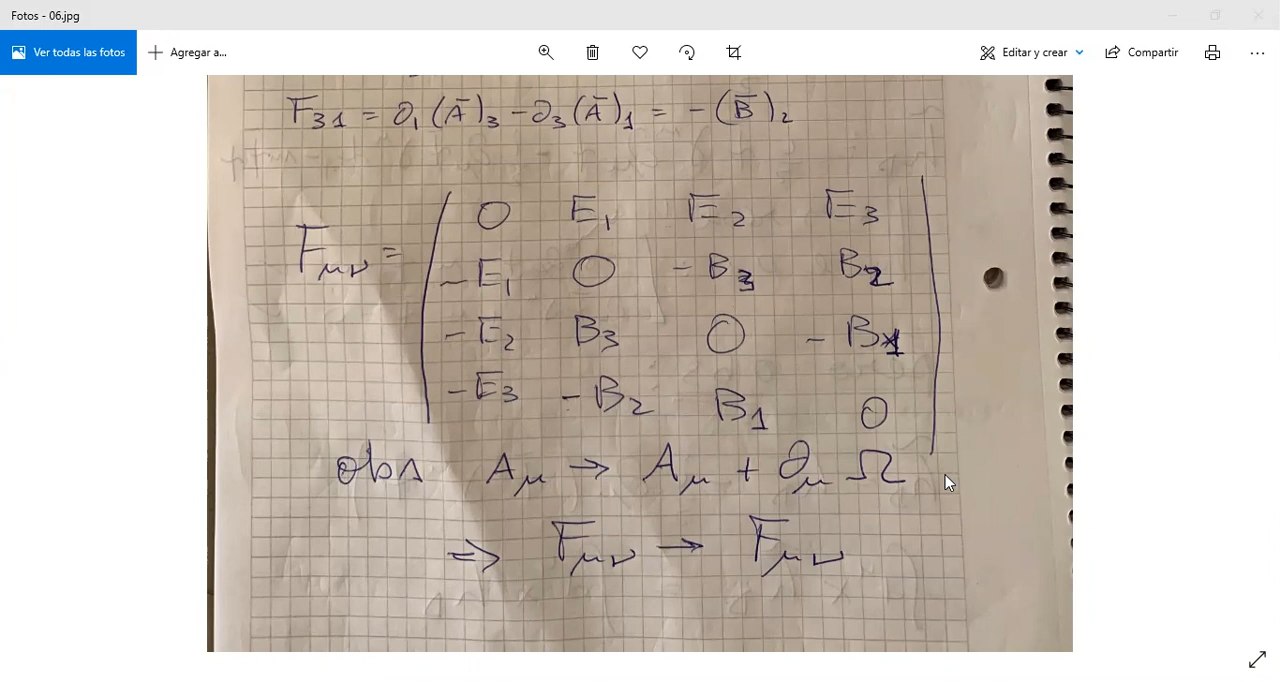 Fotos - 06.jpg
Ver todas las fotos
Agregar a...
Editar y crear
Compartir
F₃₁ = ∂₁(Ā)₃ - ∂₃(Ā)₁ = - (B̄)₂
Fμν =
0 E₁ E₂ E₃
-E₁ 0 -B₃ B₂
-E₂ B₃ 0 -B₁
-E₃ -B₂ B₁ 0
obs Aμ → Aμ + ∂μ Ω
⇒ Fμν → Fμν